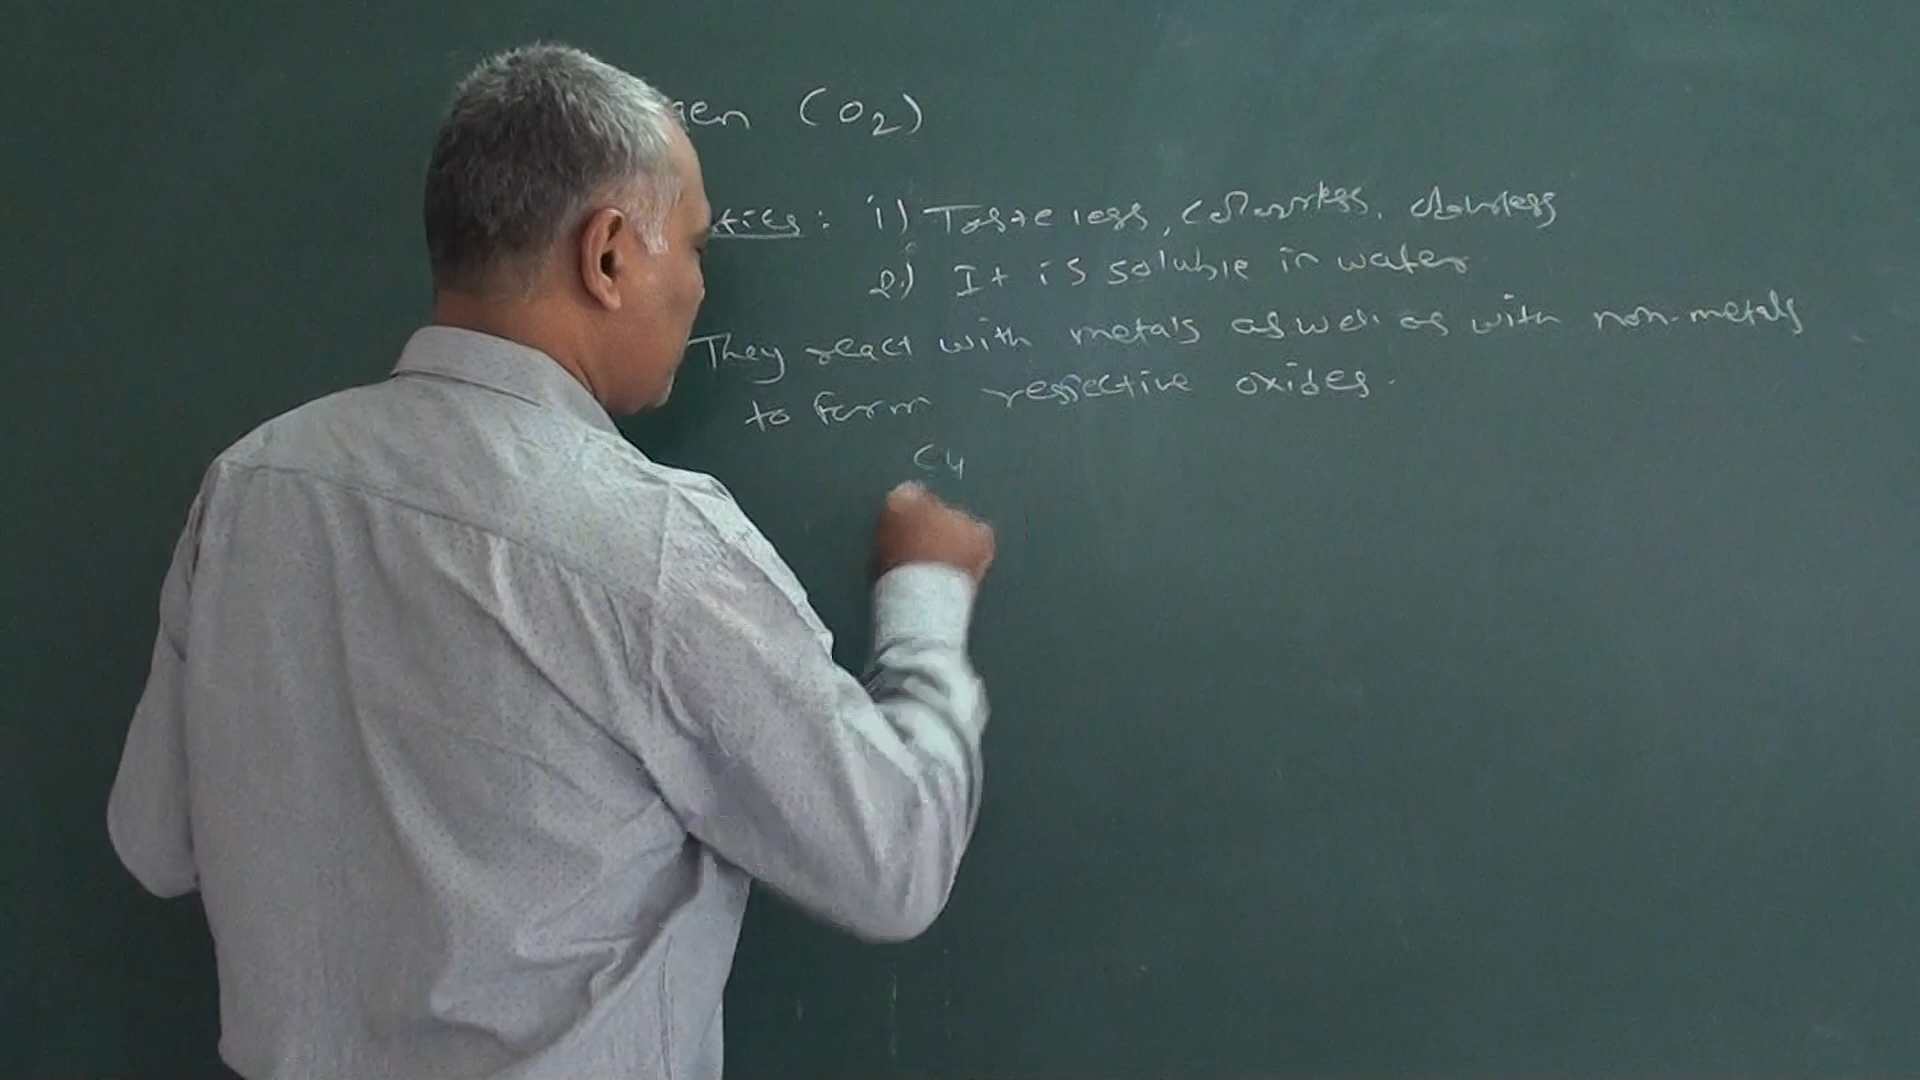 gen (O2)
ties: 1) Tasteless, colourless, odourless
2.) It is soluble in water
They react with metals as well as with non-metals
to form respective oxides.
Cu